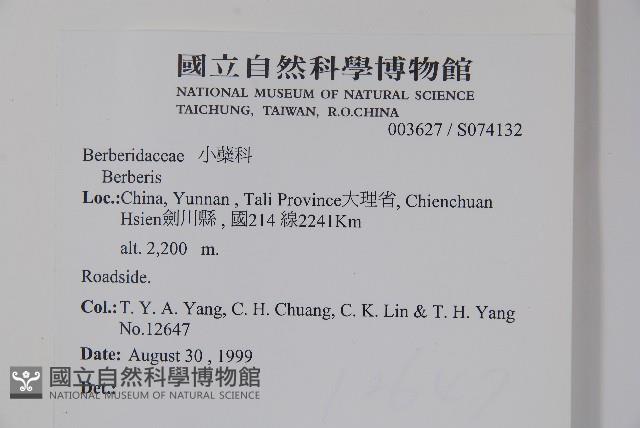 國立自然科學博物館
NATIONAL MUSEUM OF NATURAL SCIENCE
TAICHUNG, TAIWAN, R.O.CHINA
003627 / S074132
Berberidaceae 小蘗科
Berberis
Loc.:China, Yunnan , Tali Province大理省, Chienchuan
Hsien劍川縣 , 國214 線2241Km
alt. 2,200 m.
Roadside.
Col.: T. Y. A. Yang, C. H. Chuang, C. K. Lin & T. H. Yang
No.12647
Date: August 30 , 1999
Det.:
國立自然科學博物館
NATIONAL MUSEUM OF NATURAL SCIENCE
12647